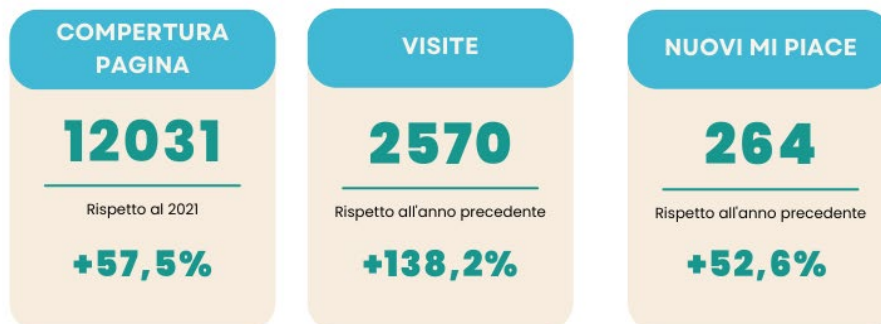 COMPERTURA
PAGINA
12031
Rispetto al 2021
+57,5%
VISITE
2570
Rispetto all'anno precedente
+138,2%
NUOVI MI PIACE
264
Rispetto all'anno precedente
+52,6%